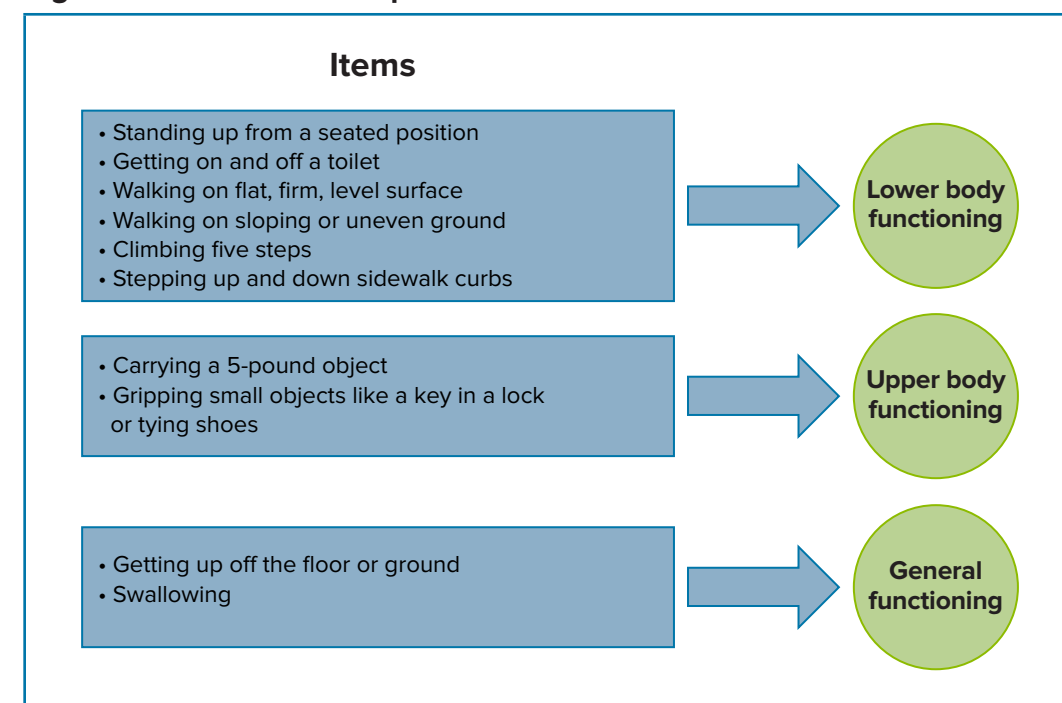 Items
• Standing up from a seated position
• Getting on and off a toilet
• Walking on flat, firm, level surface
• Walking on sloping or uneven ground
• Climbing five steps
• Stepping up and down sidewalk curbs
Lower body
functioning
• Carrying a 5-pound object
• Gripping small objects like a key in a lock
or tying shoes
Upper body
functioning
• Getting up off the floor or ground
• Swallowing
General
functioning